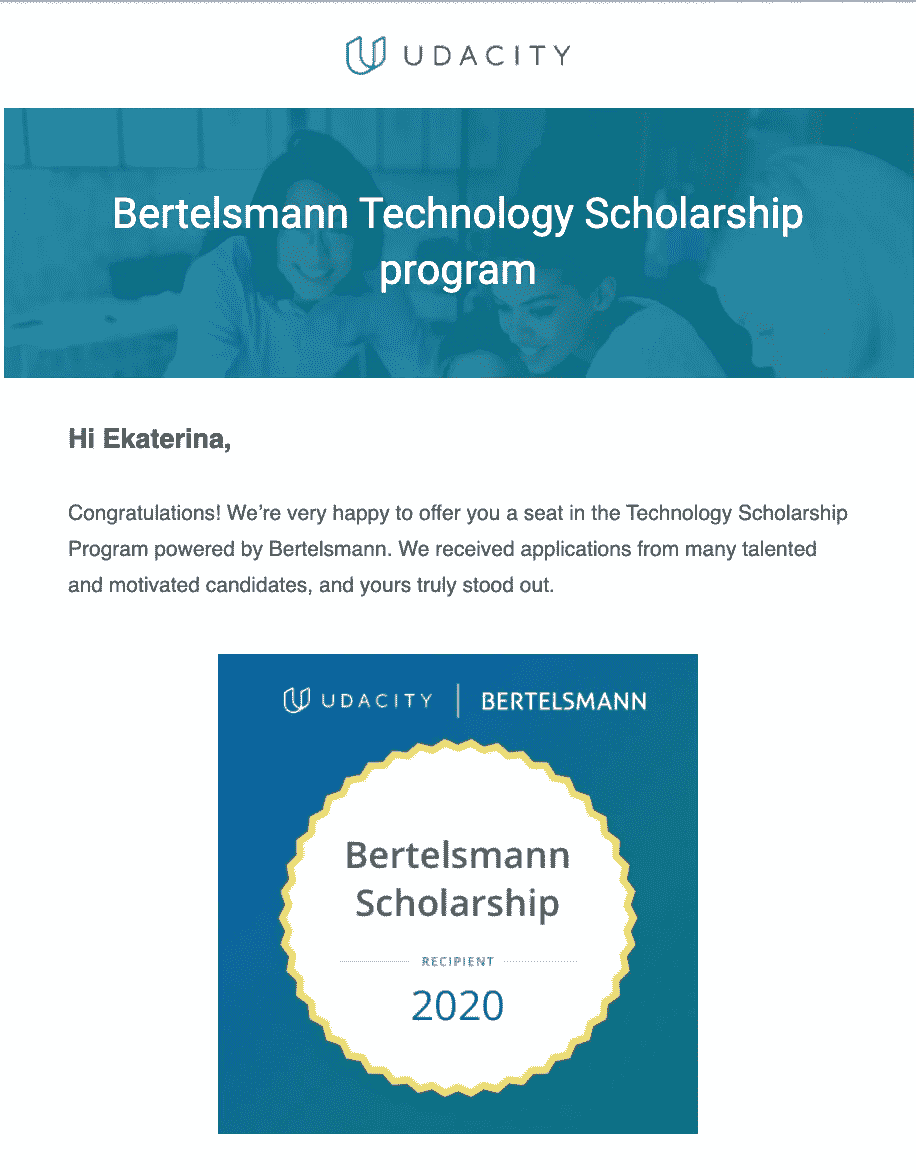 UDACITY
Bertelsmann Technology Scholarship
program
Hi Ekaterina,
Congratulations! We’re very happy to offer you a seat in the Technology Scholarship
Program powered by Bertelsmann. We received applications from many talented
and motivated candidates, and yours truly stood out.
UDACITY | BERTELSMANN
Bertelsmann
Scholarship
RECIPIENT
2020